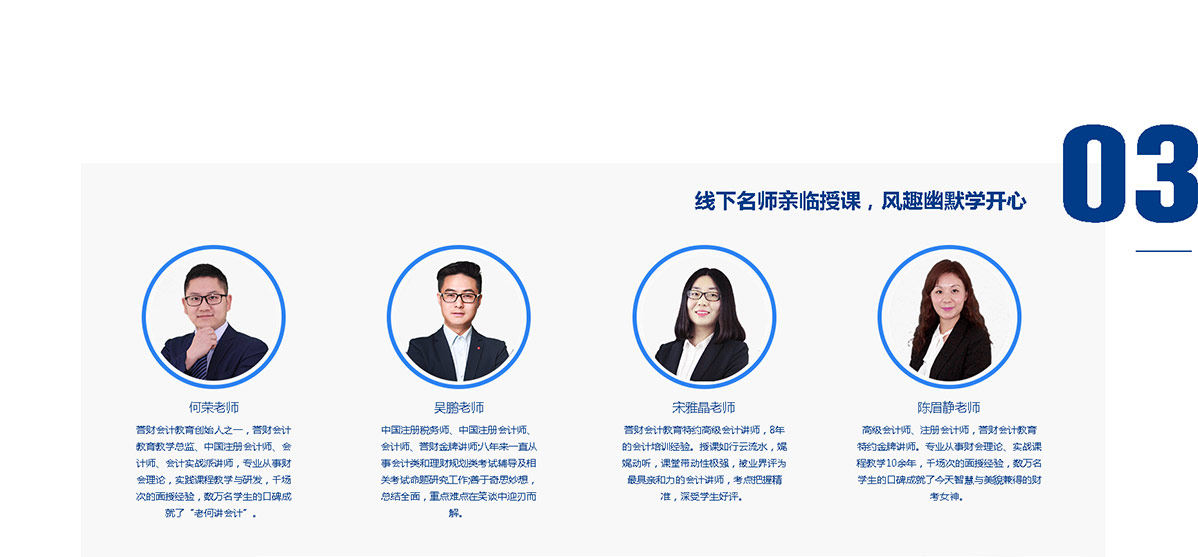 03
线下名师亲临授课，风趣幽默学开心
何荣老师
誉财会计教育创始人之一，誉财会计
教育教学总监、中国注册会计师、会
计师、会计实战派讲师，专业从事财
会理论，实践课程教学与研发，千场
次的面授经验，数万名学生的口碑成
就了“老何讲会计”。
吴鹏老师
中国注册税务师、中国注册会计师、
会计师、誉财金牌讲师八年来一直从
事会计类和理财规划类考试辅导及相
关考试命题研究工作;善于奇思妙想，
总结全面，重点难点在笑谈中迎刃而
解。
宋雅晶老师
誉财会计教育特约高级会计讲师，8年
的会计培训经验。授课如行云流水，娓
娓动听，课堂带动性极强，被业界评为
最具亲和力的会计讲师，考点把握精
准，深受学生好评。
陈眉静老师
高级会计师、注册会计师，誉财会计教育
特约金牌讲师。专业从事财会理论、实战课
程教学10余年，千场次的面授经验，数万名
学生的口碑成就了今天智慧与美貌兼得的财
考女神。